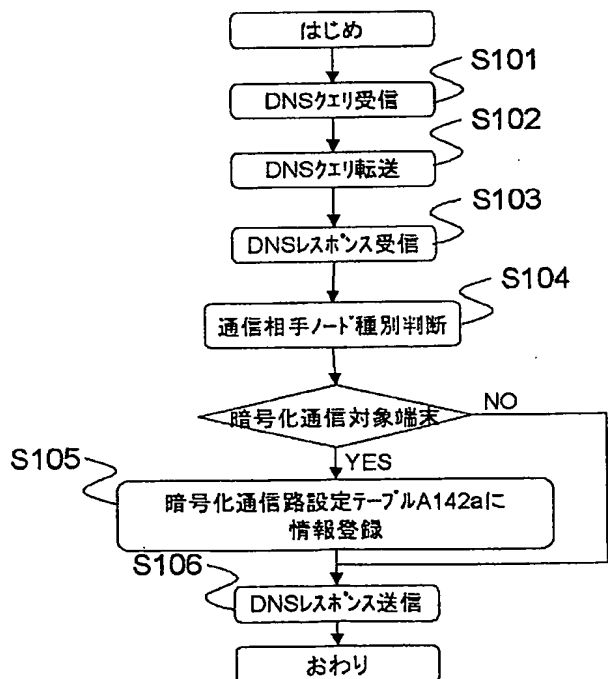 はじめ
S101
DNSクエリ受信
S102
DNSクエリ転送
S103
DNSレスポンス受信
S104
通信相手ノード種別判断
暗号化通信対象端末
NO
YES
S105
暗号化通信路設定テーブルA142aに
情報登録
S106
DNSレスポンス送信
おわり